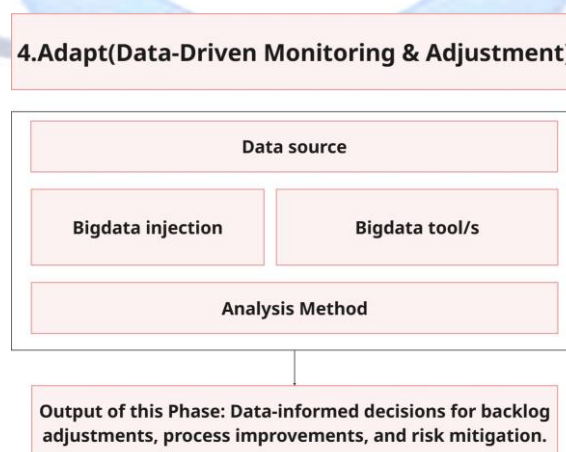 4.Adapt(Data-Driven Monitoring & Adjustment)
Data source
Bigdata injection
Bigdata tool/s
Analysis Method
Output of this Phase: Data-informed decisions for backlog
adjustments, process improvements, and risk mitigation.